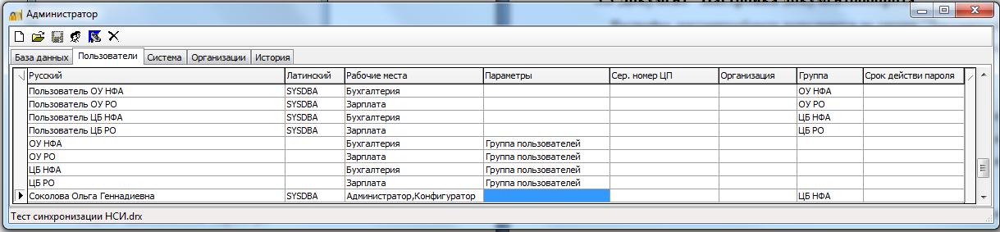 Администратор
База данных Пользователи Система Организации История
Русский Латинский Рабочие места Параметры Сер. номер ЦП Организация Группа Срок действи пароля
Пользователь ОУ НФА SYSDBA Бухгалтерия ОУ НФА
Пользователь ОУ РО SYSDBA Зарплата ОУ РО
Пользователь ЦБ НФА SYSDBA Бухгалтерия ЦБ НФА
Пользователь ЦБ РО SYSDBA Зарплата ЦБ РО
ОУ НФА Бухгалтерия Группа пользователей
ОУ РО Зарплата Группа пользователей
ЦБ НФА Бухгалтерия Группа пользователей
ЦБ РО Зарплата Группа пользователей
Соколова Ольга Геннадиевна SYSDBA Администратор,Конфигуратор ЦБ НФА
Тест синхронизации НСИ.drx